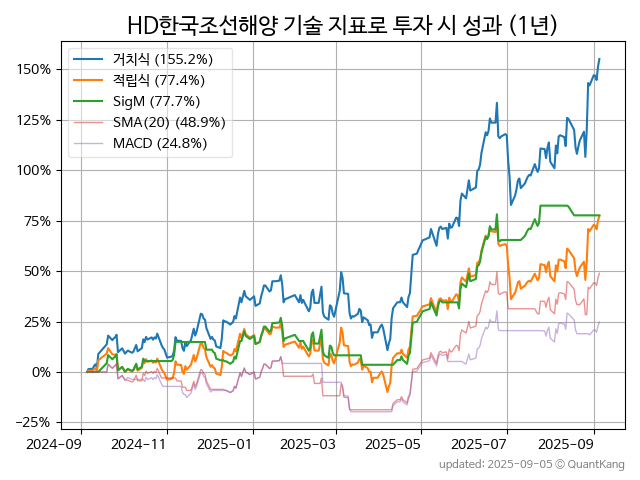 HD한국조선해양 기술 지표로 투자 시 성과 (1년)
거치식 (155.2%)
적립식 (77.4%)
SigM (77.7%)
SMA(20) (48.9%)
MACD (24.8%)
150%
125%
100%
75%
50%
25%
0%
−25%
2024-09 2024-11 2025-01 2025-03 2025-05 2025-07 2025-09
updated: 2025-09-05 © QuantKang